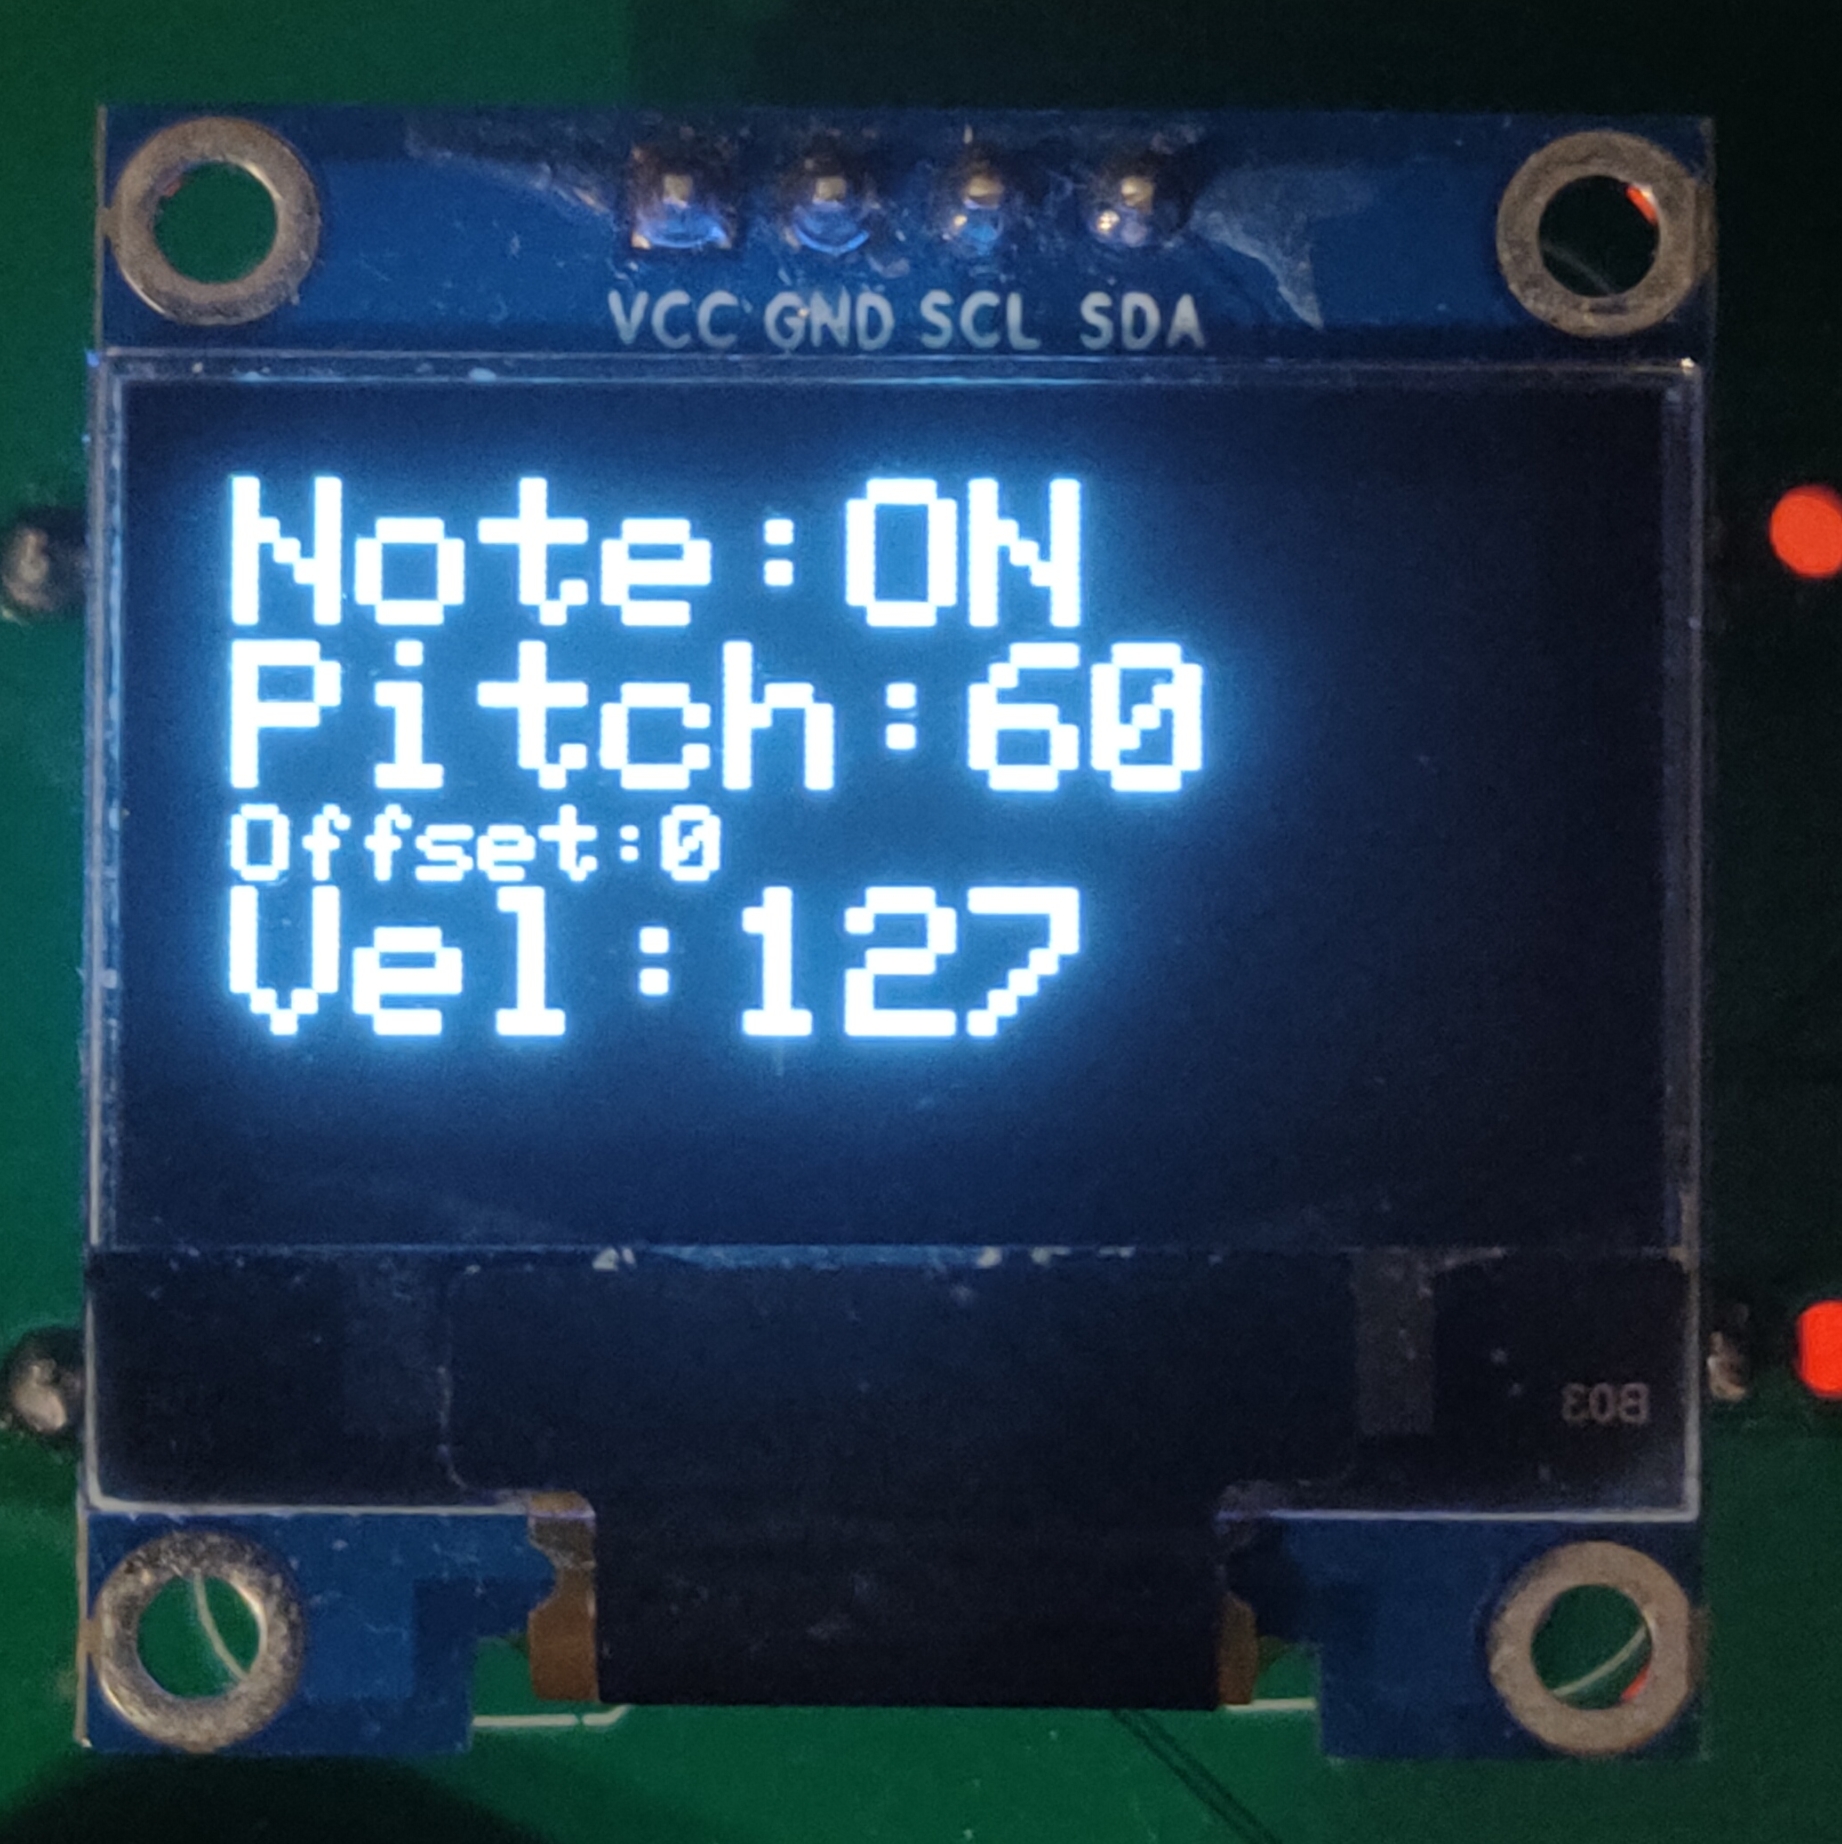 VCC GND SCL SDA
Note:ON
Pitch:60
Offset:0
Vel:127
B03